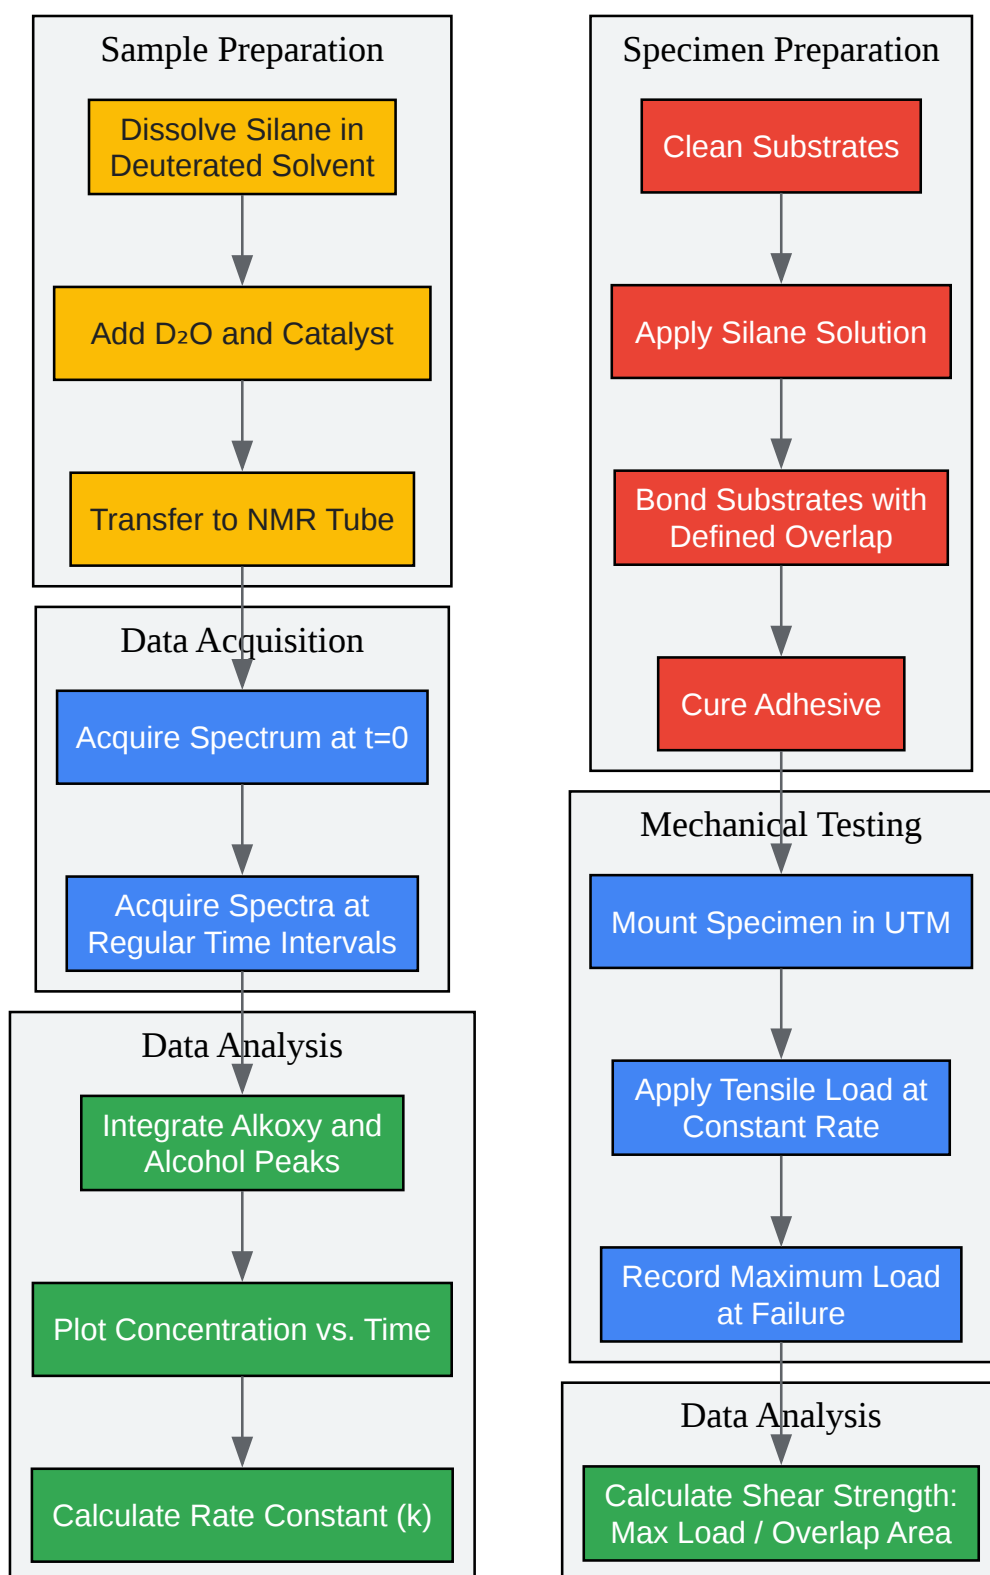 Sample Preparation
Dissolve Silane in
Deuterated Solvent
Add D₂O and Catalyst
Transfer to NMR Tube
Data Acquisition
Acquire Spectrum at t=0
Acquire Spectra at
Regular Time Intervals
Data Analysis
Integrate Alkoxy and
Alcohol Peaks
Plot Concentration vs. Time
Calculate Rate Constant (k)
Specimen Preparation
Clean Substrates
Apply Silane Solution
Bond Substrates with
Defined Overlap
Cure Adhesive
Mechanical Testing
Mount Specimen in UTM
Apply Tensile Load at
Constant Rate
Record Maximum Load
at Failure
Data Analysis
Calculate Shear Strength:
Max Load / Overlap Area